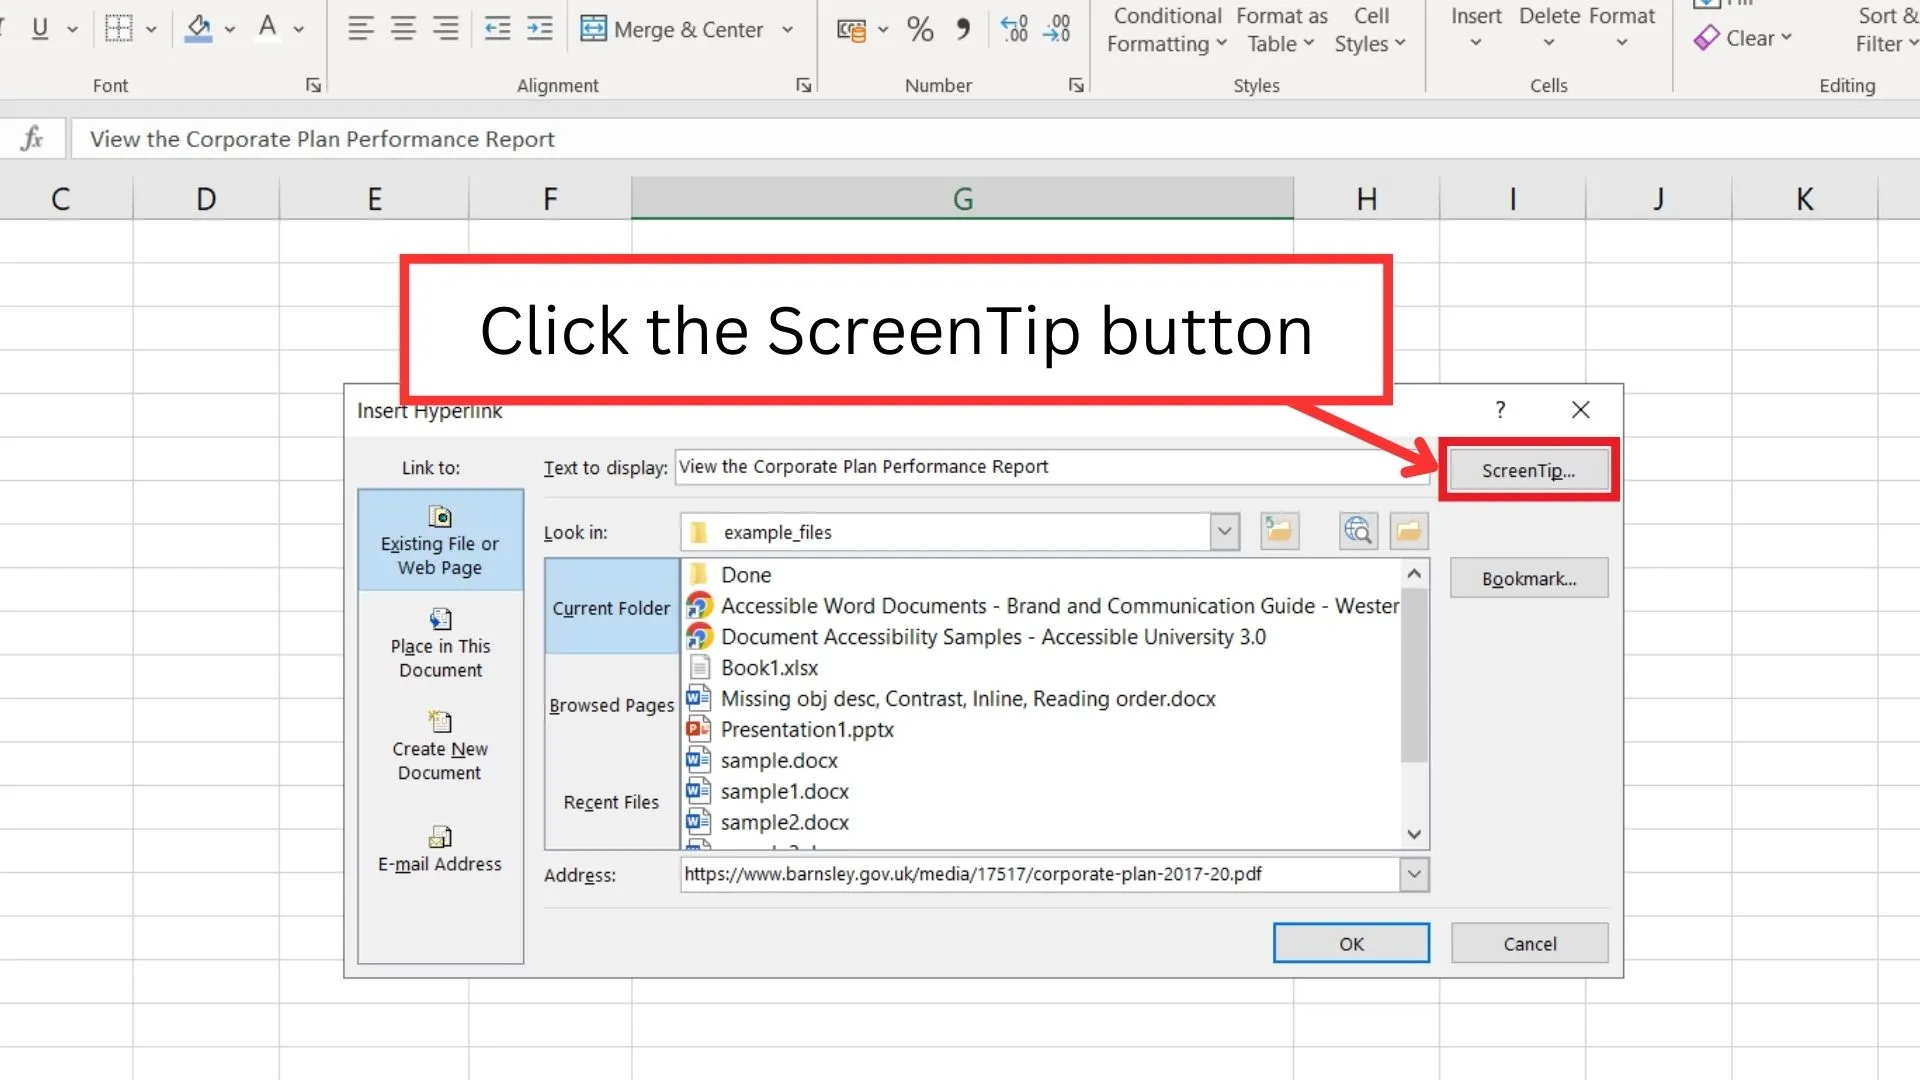 U A Merge & Center % , Conditional Formatting Format as Table Cell Styles Insert Delete Format Clear Sort & Filter
Font Alignment Number Styles Cells Editing
fx View the Corporate Plan Performance Report
C D E F G H I J K
Click the ScreenTip button
Insert Hyperlink ?
Link to: Text to display: View the Corporate Plan Performance Report ScreenTip...
Existing File or
Web Page
Place in This
Document
Create New
Document
E-mail Address
Look in: example_files
Current Folder
Browsed Pages
Recent Files
Done
Accessible Word Documents - Brand and Communication Guide - Wester
Document Accessibility Samples - Accessible University 3.0
Book1.xlsx
Missing obj desc, Contrast, Inline, Reading order.docx
Presentation1.pptx
sample.docx
sample1.docx
sample2.docx
Bookmark...
Address: https://www.barnsley.gov.uk/media/17517/corporate-plan-2017-20.pdf
OK Cancel